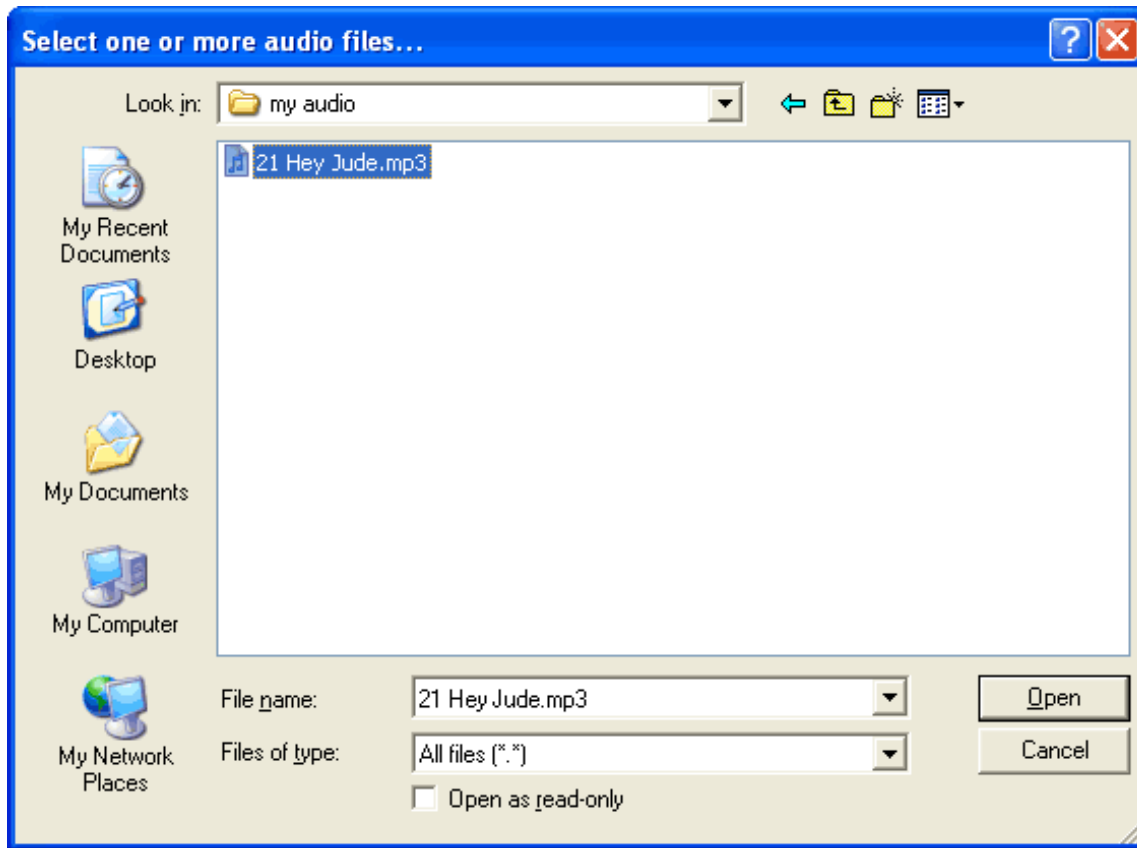 Select one or more audio files...
Look in:
my audio
21 Hey Jude.mp3
My Recent
Documents
Desktop
My Documents
My Computer
My Network
Places
File name:
21 Hey Jude.mp3
Open
Files of type:
All files (*.*)
Cancel
Open as read-only